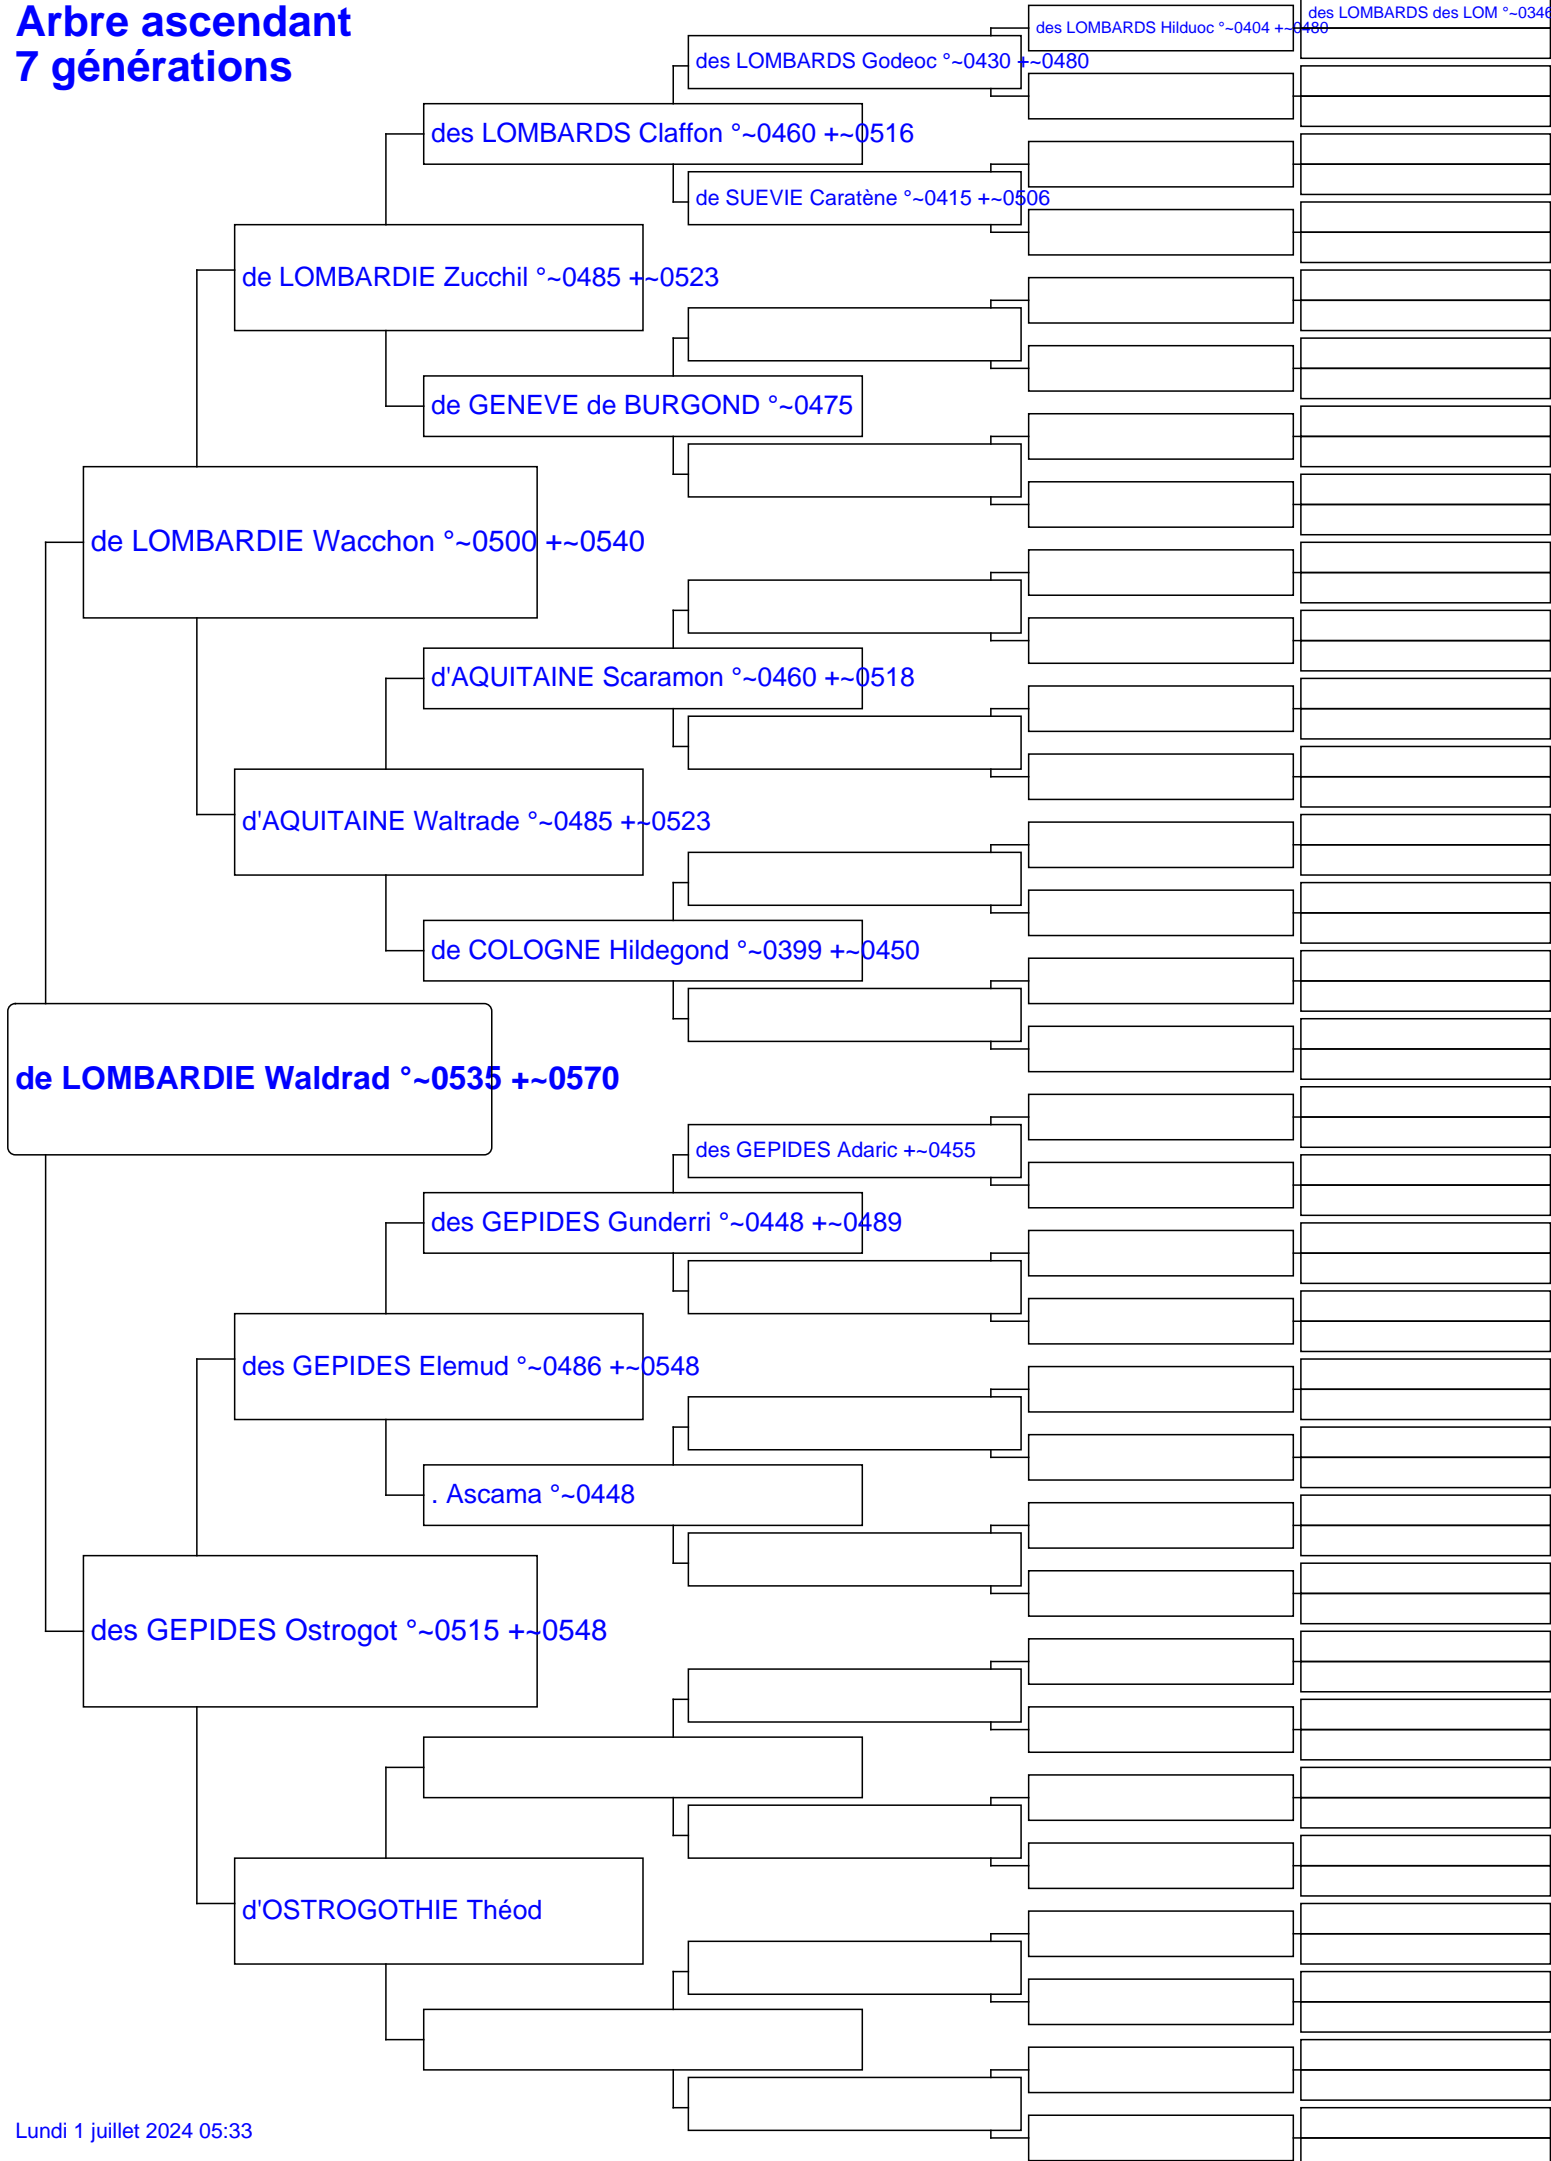 Arbre ascendant
7 générations
des LOMBARDS des LOM °~0346
des LOMBARDS Hilduoc °~0404 +~0480
des LOMBARDS Godeoc °~0430 +~0480
des LOMBARDS Claffon °~0460 +~0516
de SUEVIE Caratène °~0415 +~0506
de LOMBARDIE Zucchil °~0485 +~0523
de GENEVE de BURGOND °~0475
de LOMBARDIE Wacchon °~0500 +~0540
d'AQUITAINE Scaramon °~0460 +~0518
d'AQUITAINE Waltrade °~0485 +~0523
de COLOGNE Hildegond °~0399 +~0450
de LOMBARDIE Waldrad °~0535 +~0570
des GEPIDES Adaric +~0455
des GEPIDES Gunderri °~0448 +~0489
des GEPIDES Elemud °~0486 +~0548
. Ascama °~0448
des GEPIDES Ostrogot °~0515 +~0548
d'OSTROGOTHIE Théod
Lundi 1 juillet 2024 05:33